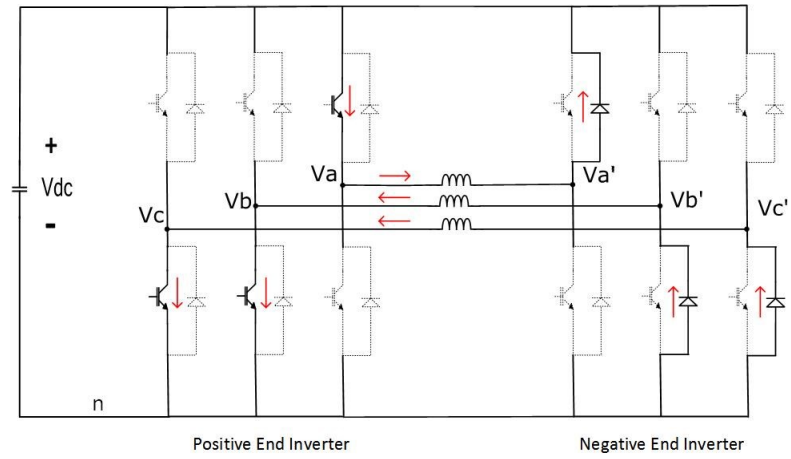 +
Vdc
-
Va
Vb
Vc
Va'
Vb'
Vc'
n
Positive End Inverter
Negative End Inverter